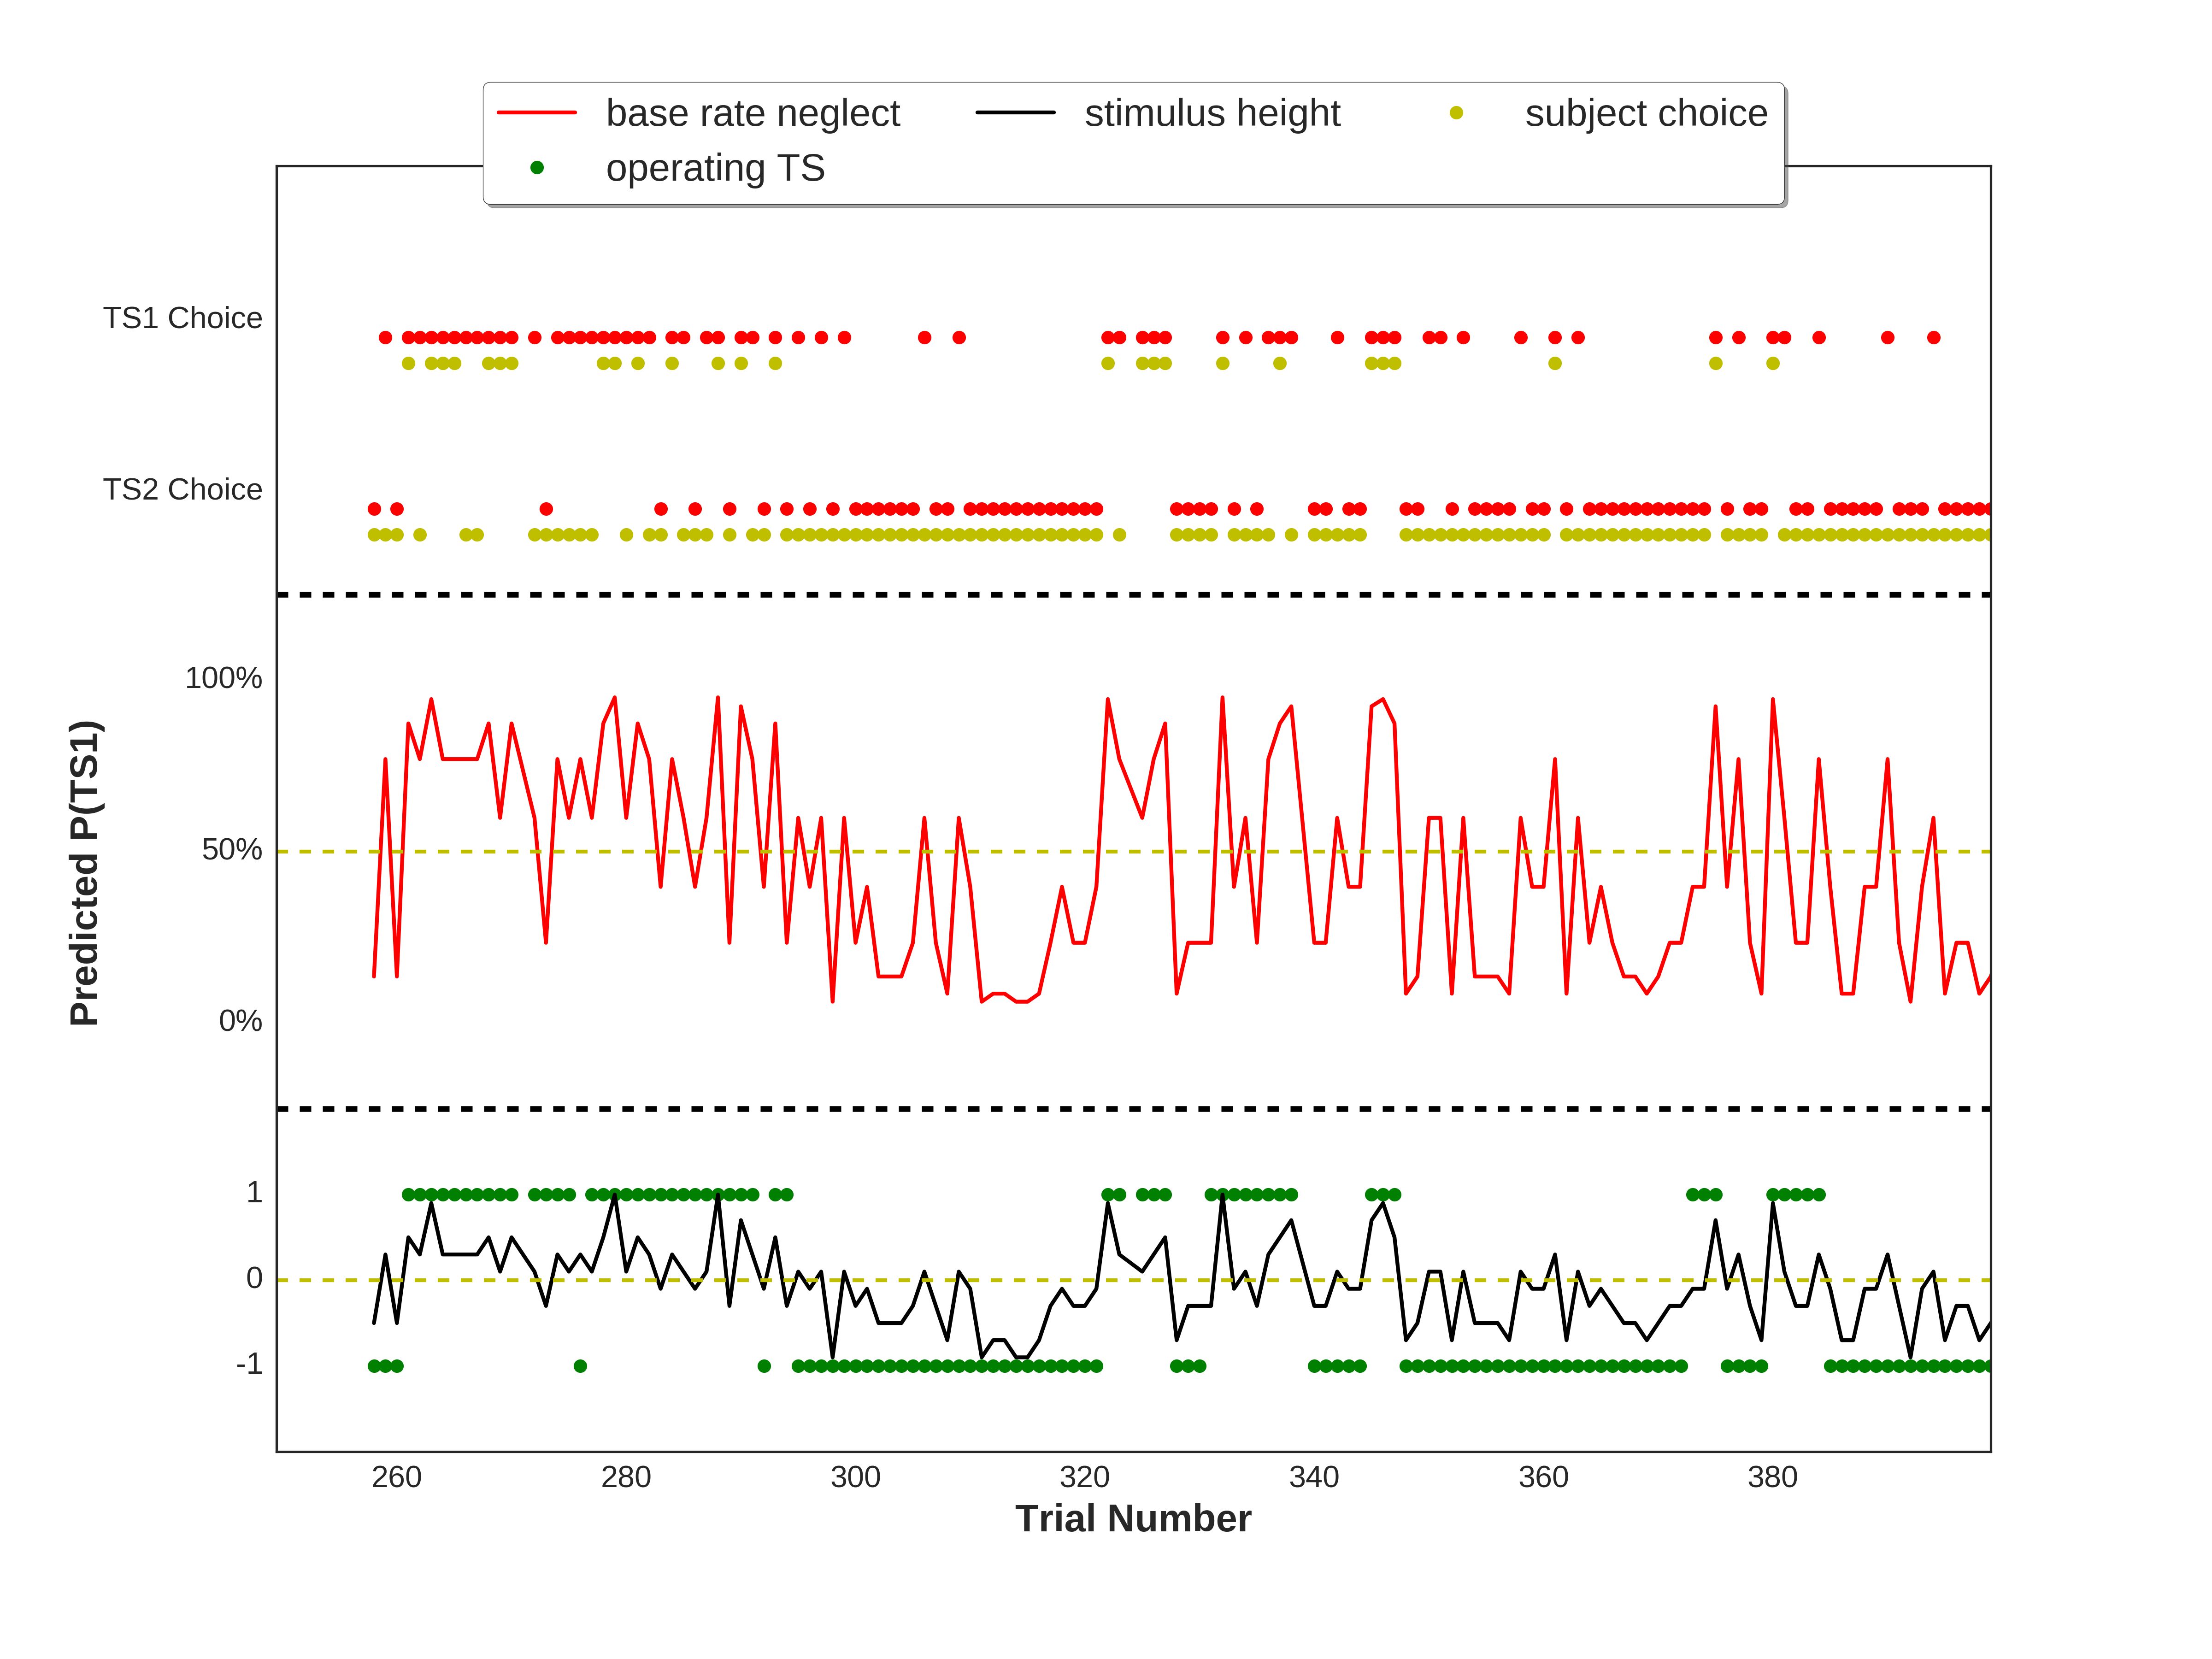 base rate neglect
stimulus height
subject choice
operating TS
TS1 Choice
TS2 Choice
100%
50%
0%
1
0
-1
Predicted P(TS1)
260
280
300
320
340
360
380
Trial Number